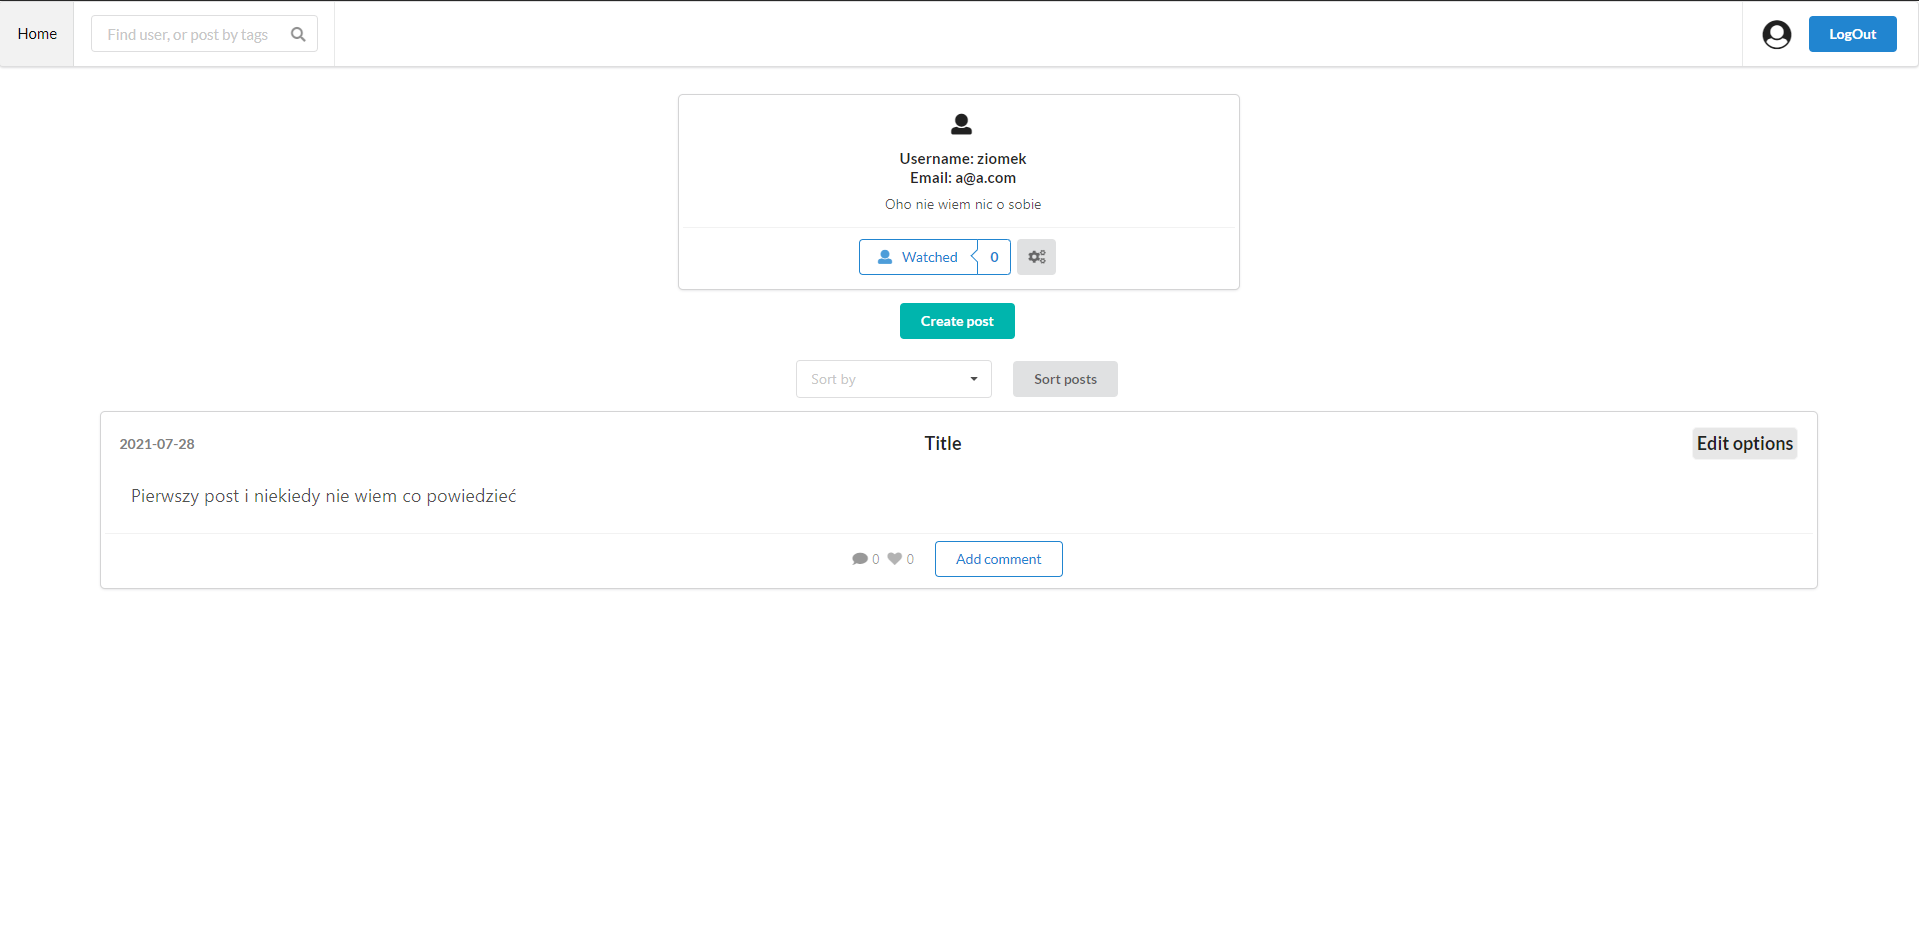 Home
Find user, or post by tags
LogOut
Username: ziomek
Email: a@a.com
Oho nie wiem nic o sobie
Watched 0
Create post
Sort by
Sort posts
2021-07-28
Title
Edit options
Pierwszy post i niekiedy nie wiem co powiedzieć
0 0 Add comment